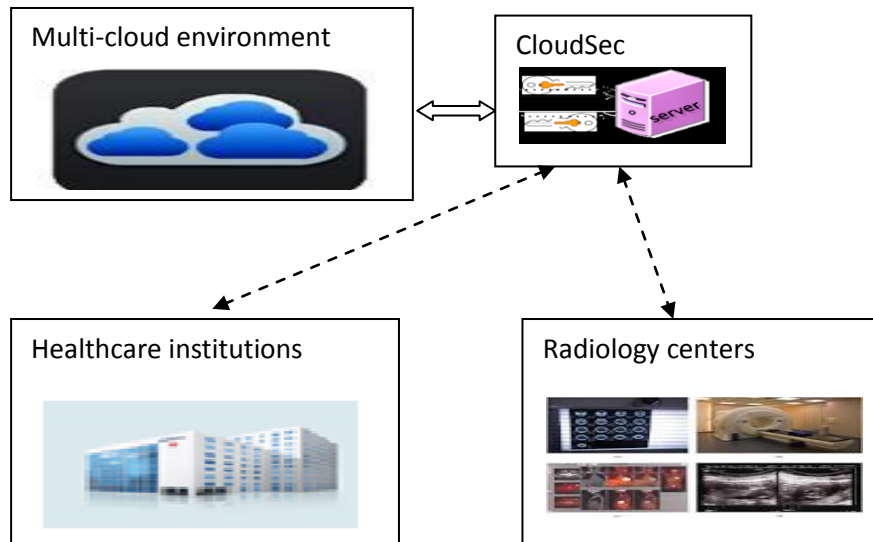 Multi-cloud environment
CloudSec
server
Healthcare institutions
Radiology centers